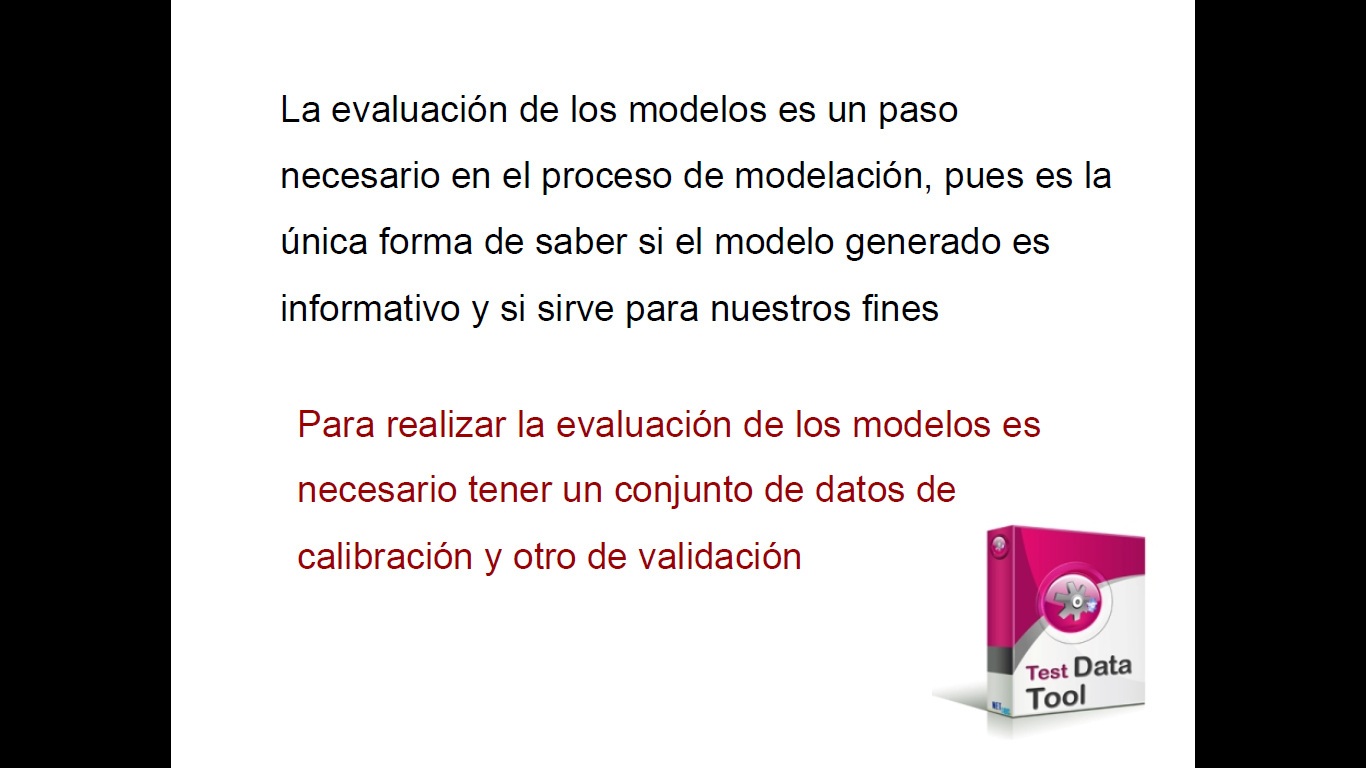 La evaluación de los modelos es un paso
necesario en el proceso de modelación, pues es la
única forma de saber si el modelo generado es
informativo y si sirve para nuestros fines
Para realizar la evaluación de los modelos es
necesario tener un conjunto de datos de
calibración y otro de validación
Test Data
Tool